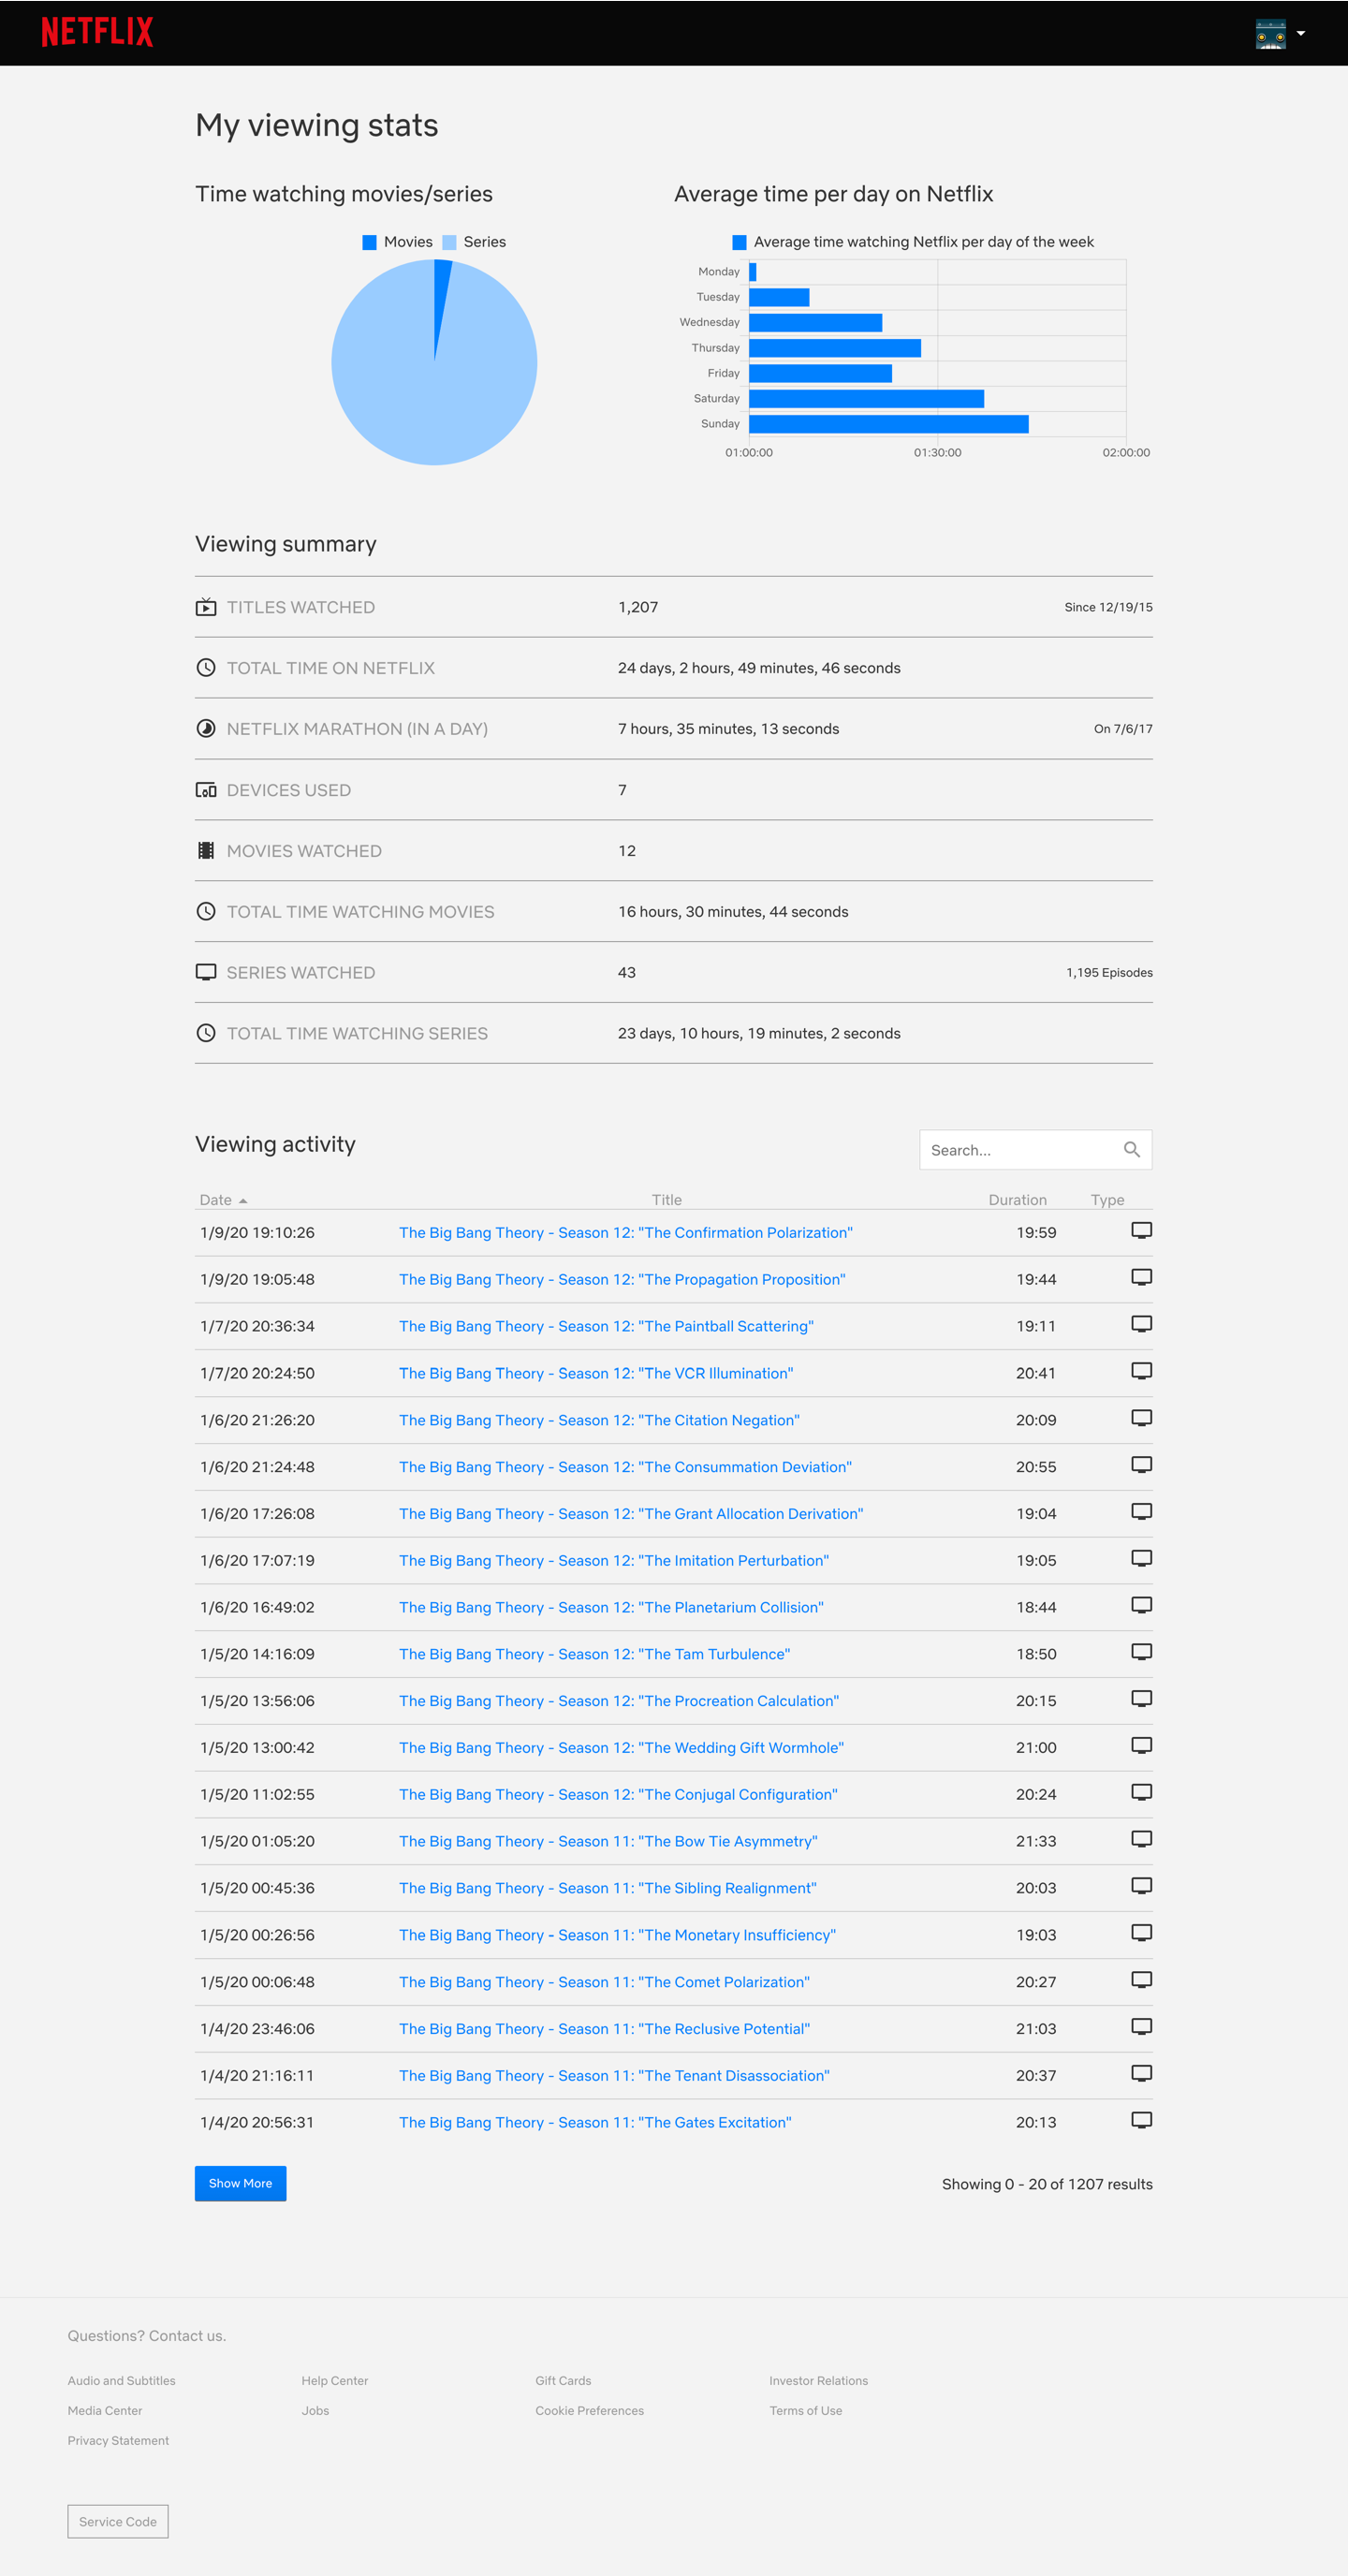 NETFLIX
My viewing stats
Time watching movies/series
Average time per day on Netflix
Movies Series
Average time watching Netflix per day of the week
Monday
Tuesday
Wednesday
Thursday
Friday
Saturday
Sunday
01:00:00 01:30:00 02:00:00
Viewing summary
TITLES WATCHED 1,207 Since 12/19/15
TOTAL TIME ON NETFLIX 24 days, 2 hours, 49 minutes, 46 seconds
NETFLIX MARATHON (IN A DAY) 7 hours, 35 minutes, 13 seconds On 7/6/17
DEVICES USED 7
MOVIES WATCHED 12
TOTAL TIME WATCHING MOVIES 16 hours, 30 minutes, 44 seconds
SERIES WATCHED 43 1,195 Episodes
TOTAL TIME WATCHING SERIES 23 days, 10 hours, 19 minutes, 2 seconds
Viewing activity
Search...
Date Title Duration Type
1/9/20 19:10:26 The Big Bang Theory - Season 12: "The Confirmation Polarization" 19:59
1/9/20 19:05:48 The Big Bang Theory - Season 12: "The Propagation Proposition" 19:44
1/7/20 20:36:34 The Big Bang Theory - Season 12: "The Paintball Scattering" 19:11
1/7/20 20:24:50 The Big Bang Theory - Season 12: "The VCR Illumination" 20:41
1/6/20 21:26:20 The Big Bang Theory - Season 12: "The Citation Negation" 20:09
1/6/20 21:24:48 The Big Bang Theory - Season 12: "The Consummation Deviation" 20:55
1/6/20 17:26:08 The Big Bang Theory - Season 12: "The Grant Allocation Derivation" 19:04
1/6/20 17:07:19 The Big Bang Theory - Season 12: "The Imitation Perturbation" 19:05
1/6/20 16:49:02 The Big Bang Theory - Season 12: "The Planetarium Collision" 18:44
1/5/20 14:16:09 The Big Bang Theory - Season 12: "The Tam Turbulence" 18:50
1/5/20 13:56:06 The Big Bang Theory - Season 12: "The Procreation Calculation" 20:15
1/5/20 13:00:42 The Big Bang Theory - Season 12: "The Wedding Gift Wormhole" 21:00
1/5/20 11:02:55 The Big Bang Theory - Season 12: "The Conjugal Configuration" 20:24
1/5/20 01:05:20 The Big Bang Theory - Season 11: "The Bow Tie Asymmetry" 21:33
1/5/20 00:45:36 The Big Bang Theory - Season 11: "The Sibling Realignment" 20:03
1/5/20 00:26:56 The Big Bang Theory - Season 11: "The Monetary Insufficiency" 19:03
1/5/20 00:06:48 The Big Bang Theory - Season 11: "The Comet Polarization" 20:27
1/4/20 23:46:06 The Big Bang Theory - Season 11: "The Reclusive Potential" 21:03
1/4/20 21:16:11 The Big Bang Theory - Season 11: "The Tenant Disassociation" 20:37
1/4/20 20:56:31 The Big Bang Theory - Season 11: "The Gates Excitation" 20:13
Show More Showing 0 - 20 of 1207 results
Questions? Contact us.
Audio and Subtitles Help Center Gift Cards Investor Relations
Media Center Jobs Cookie Preferences Terms of Use
Privacy Statement
Service Code